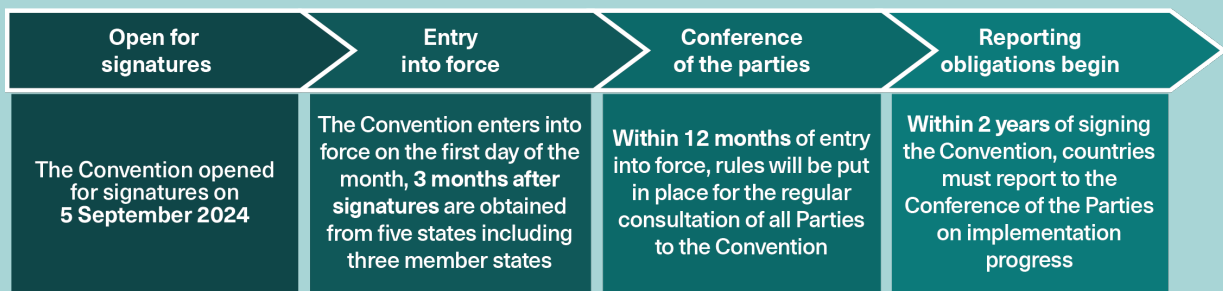 Open for
signatures
Entry
into force
Conference
of the parties
Reporting
obligations begin
The Convention opened
for signatures on
5 September 2024
The Convention enters into
force on the first day of the
month, 3 months after
signatures are obtained
from five states including
three member states
Within 12 months of entry
into force, rules will be put
in place for the regular
consultation of all Parties
to the Convention
Within 2 years of signing
the Convention, countries
must report to the
Conference of the Parties
on implementation
progress